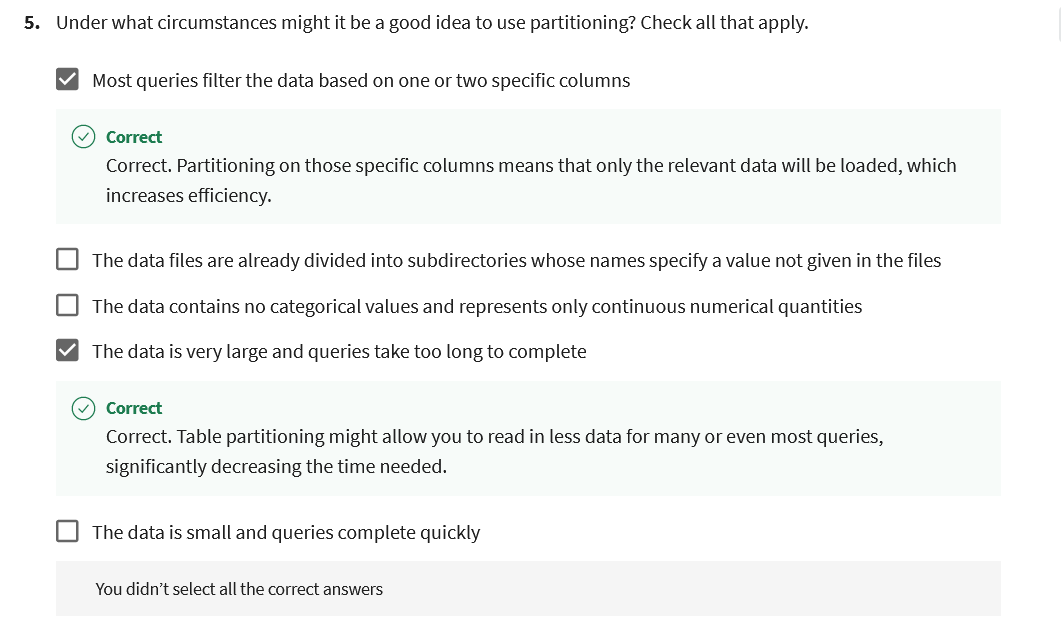 5. Under what circumstances might it be a good idea to use partitioning? Check all that apply.
Most queries filter the data based on one or two specific columns
Correct
Correct. Partitioning on those specific columns means that only the relevant data will be loaded, which
increases efficiency.
The data files are already divided into subdirectories whose names specify a value not given in the files
The data contains no categorical values and represents only continuous numerical quantities
The data is very large and queries take too long to complete
Correct
Correct. Table partitioning might allow you to read in less data for many or even most queries,
significantly decreasing the time needed.
The data is small and queries complete quickly
You didn’t select all the correct answers